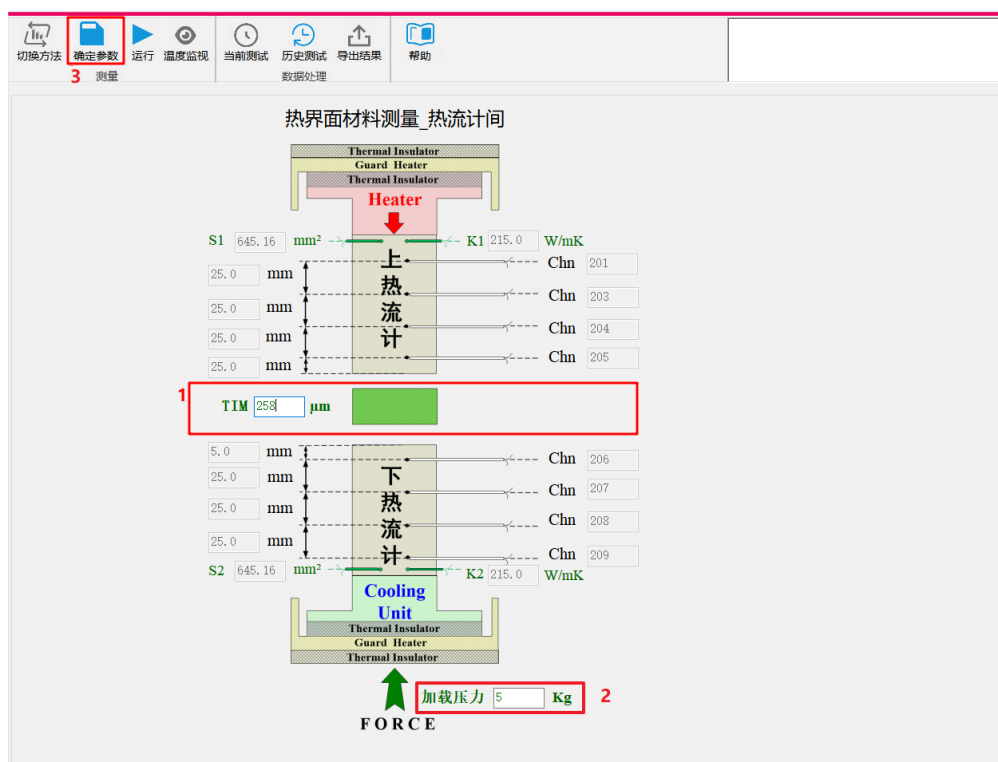 切换方法 确定参数 运行 温度监视 当前测试 历史测试 导出结果 帮助
3 测量 数据处理
热界面材料测量_热流计间
Thermal Insulator
Guard Heater
Thermal Insulator
Heater
S1 645.16 mm² K1 215.0 W/mK
上热流计
Chn 201
25.0 mm
Chn 203
25.0 mm
Chn 204
25.0 mm
Chn 205
25.0 mm
1
TIM 258 μm
5.0 mm
Chn 206
25.0 mm
下热流计
Chn 207
25.0 mm
Chn 208
25.0 mm
Chn 209
S2 645.16 mm² K2 215.0 W/mK
Cooling
Unit
Thermal Insulator
Guard Heater
Thermal Insulator
加载压力 5 Kg 2
FORCE